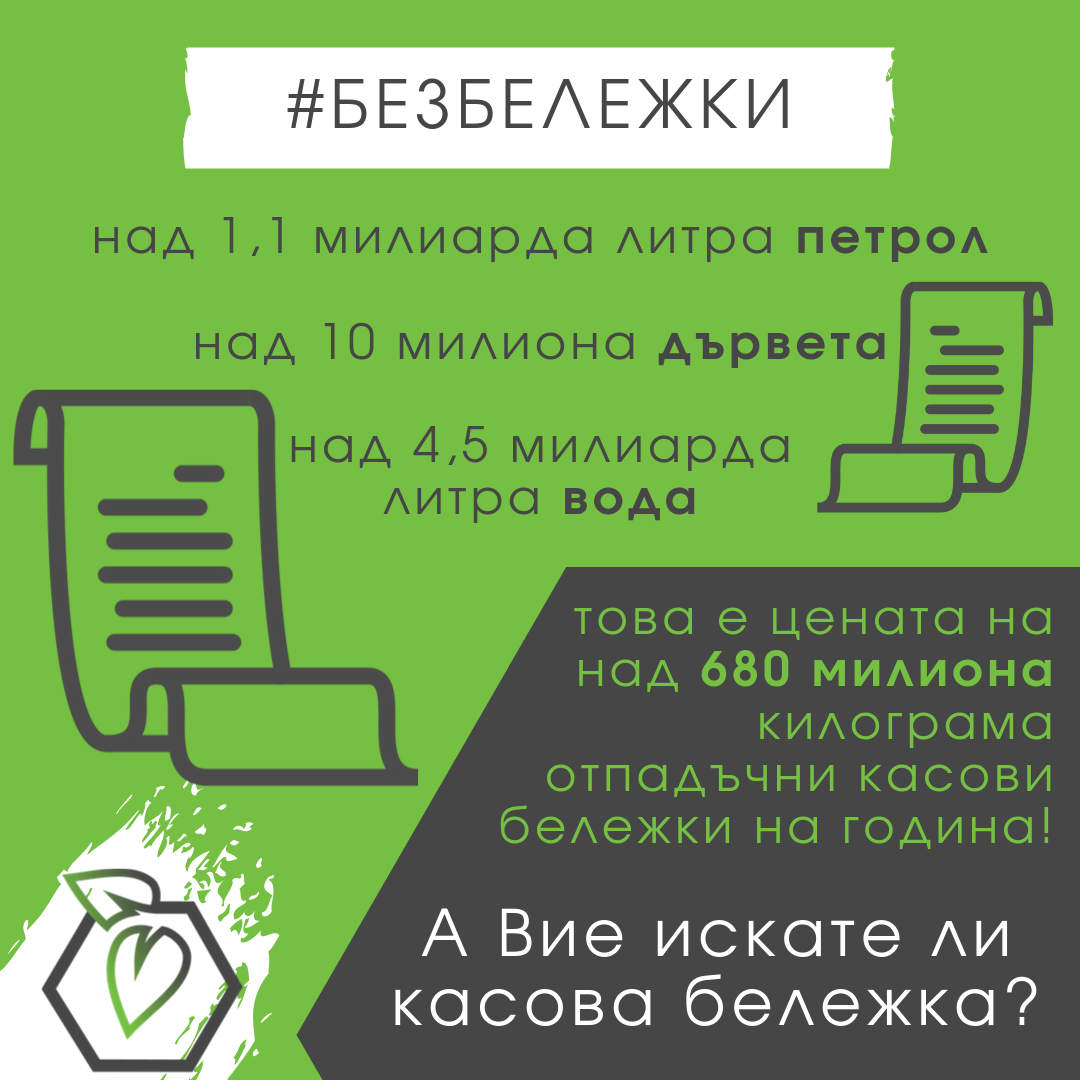 #БЕЗБЕЛЕЖКИ
над 1,1 милиарда литра петрол
над 10 милиона дървета
над 4,5 милиарда
литра вода
това е цената на
над 680 милиона
килограма
отпадъчни касови
бележки на година!
А Вие искате ли
касова бележка?